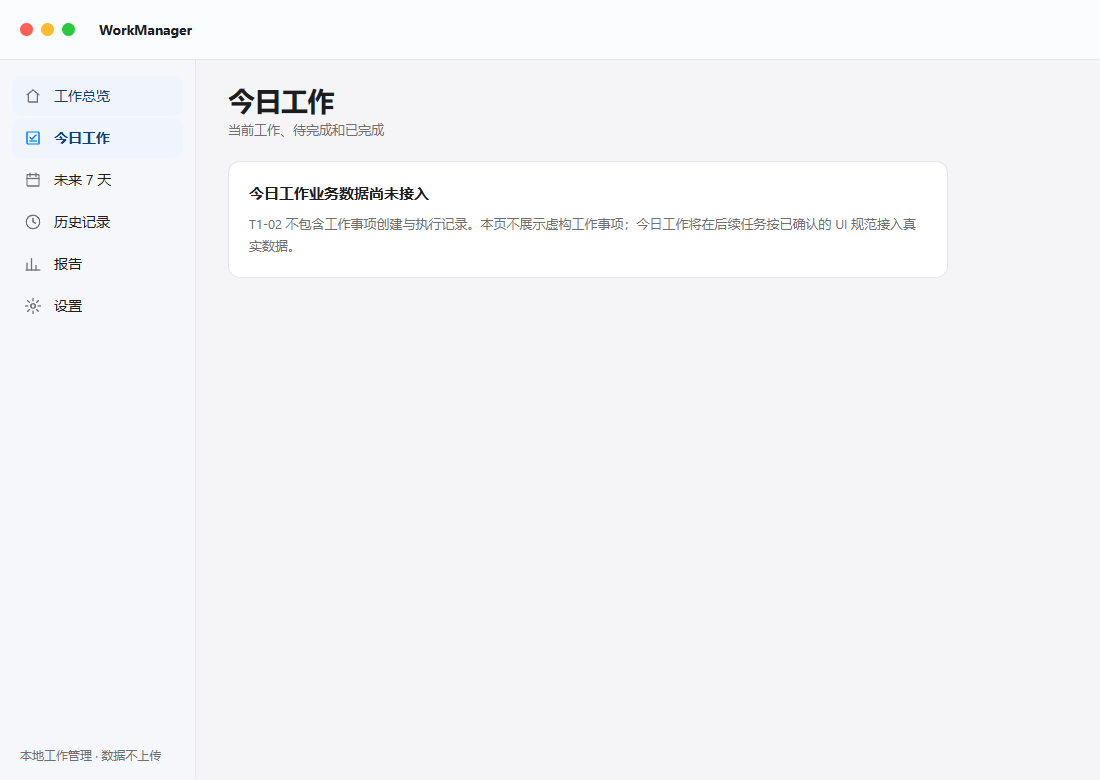 WorkManager
工作总览
今日工作
未来 7 天
历史记录
报告
设置
本地工作管理 · 数据不上传
今日工作
当前工作、待完成和已完成
今日工作业务数据尚未接入
T1-02 不包含工作事项创建与执行记录。本页不展示虚构工作事项；今日工作将在后续任务按已确认的 UI 规范接入真
实数据。